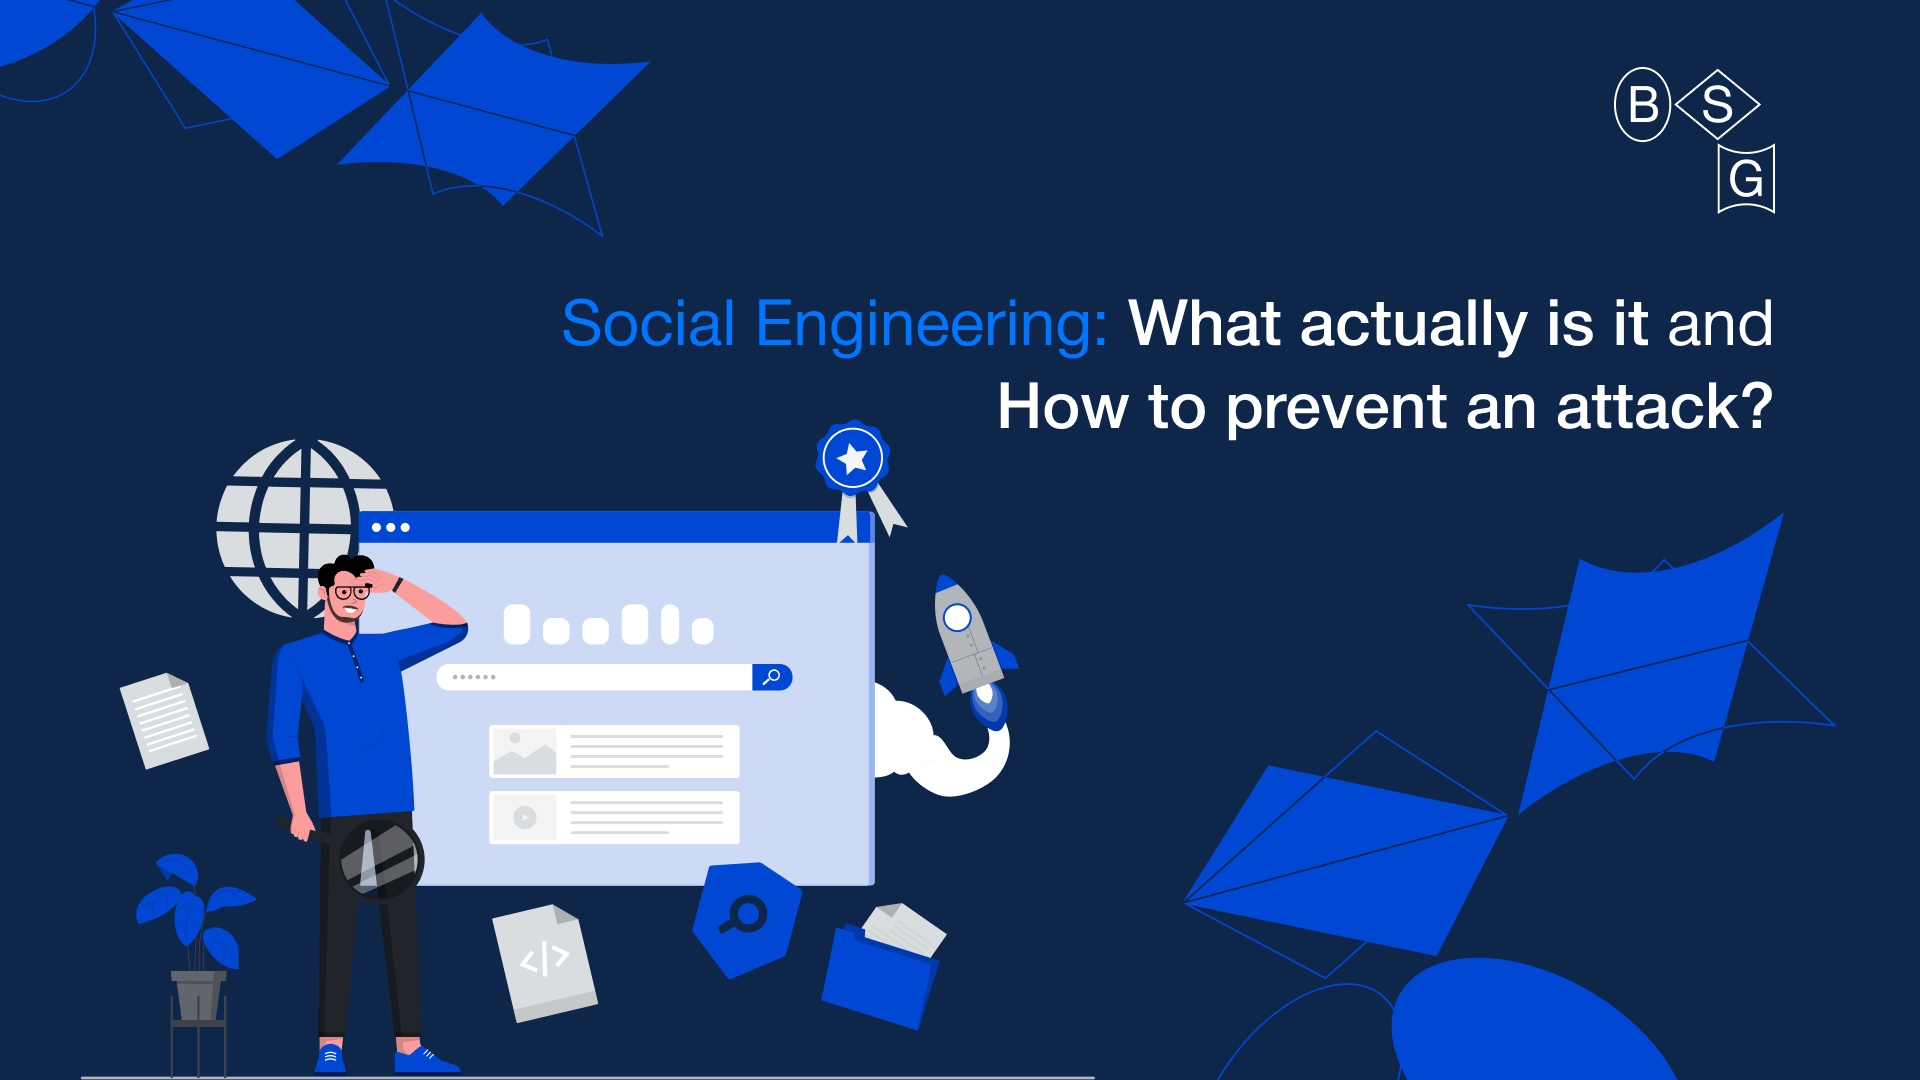 B S
G
Social Engineering: What actually is it and
How to prevent an attack?
</>